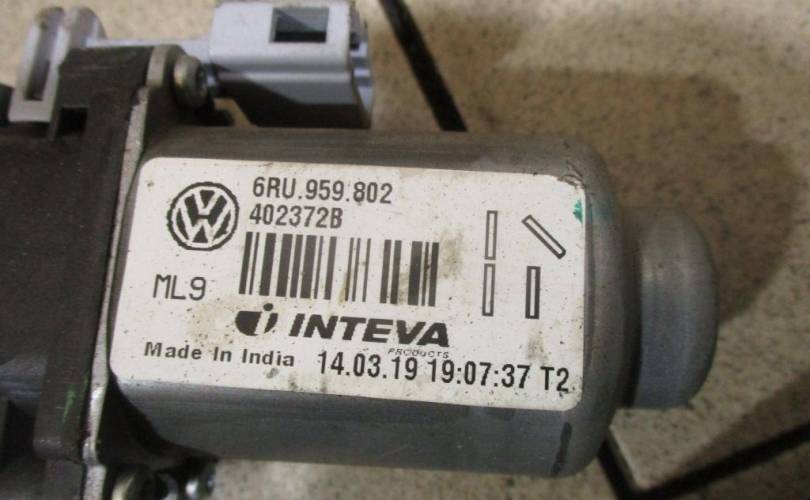 6RU.959.802
402372B
ML9
INTEVA
PRODUCTS
Made In India 14.03.19 19:07:37 T2